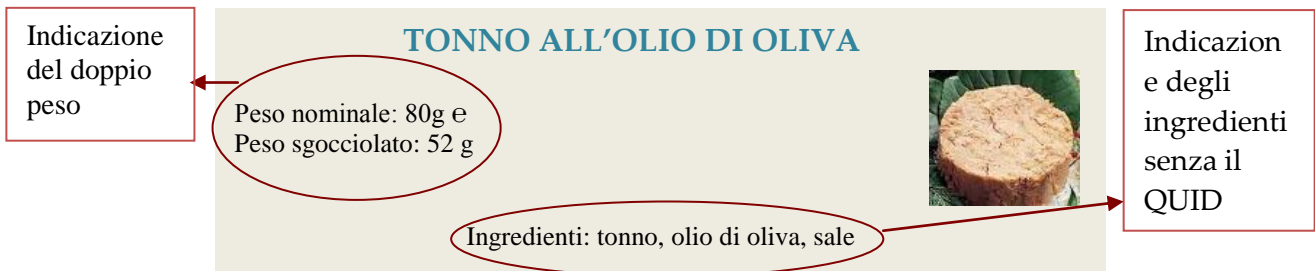 Indicazione
del doppio
peso
TONNO ALL’OLIO DI OLIVA
Peso nominale: 80g ℮
Peso sgocciolato: 52 g
Ingredienti: tonno, olio di oliva, sale
Indicazion
e degli
ingredienti
senza il
QUID